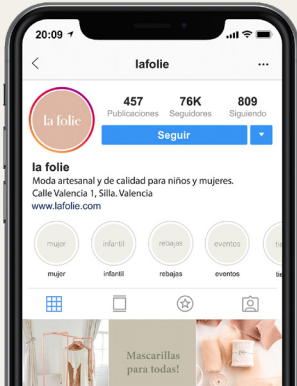 20:09
lafolie
la folie
457 76K 809
Publicaciones Seguidores Siguiendo
Seguir
la folie
Moda artesanal y de calidad para niños y mujeres.
Calle Valencia 1, Silla. Valencia
www.lafolie.com
mujer infantil rebajas eventos
mujer infantil rebajas eventos
Mascarillas
para todas!